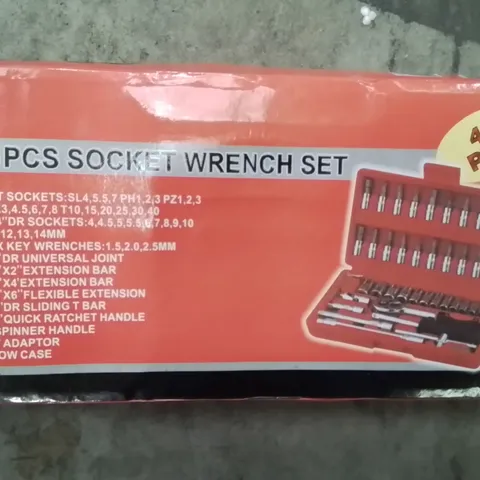 PCS SOCKET WRENCH SET
4
P
T SOCKETS:SL4,5.5,7 PH1,2,3 PZ1,2,3
,3,4.5,6,7,8 T10,15,20,25,30,40
"DR SOCKETS: 4,4.5,5,5.5,6,7,8,9,10
12,13,14MM
X KEY WRENCHES:1.5,2.0,2.5MM
"DR UNIVERSAL JOINT
"X2"EXTENSION BAR
"X4"EXTENSION BAR
"X6"FLEXIBLE EXTENSION
"DR SLIDING T BAR
"QUICK RATCHET HANDLE
SPINNER HANDLE
ADAPTOR
OW CASE